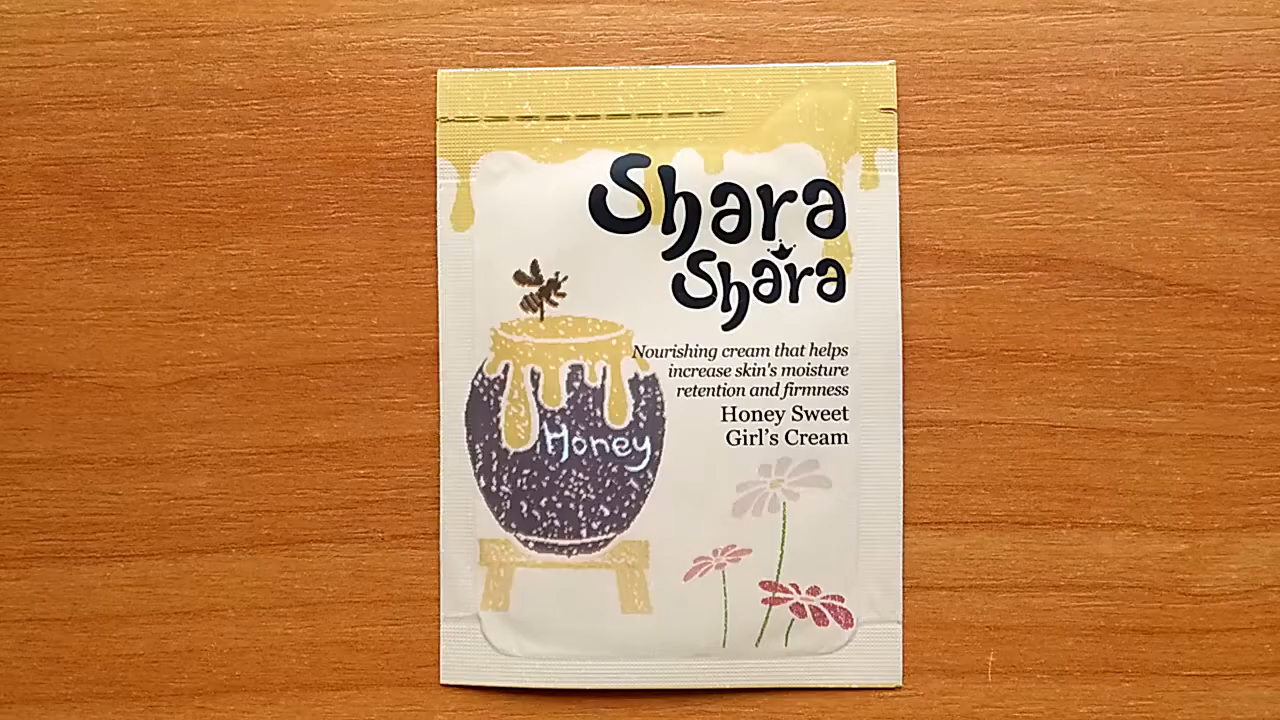 Shara
Shara
Nourishing cream that helps
increase skin's moisture
retention and firmness
Honey Sweet
Girl's Cream
Honey